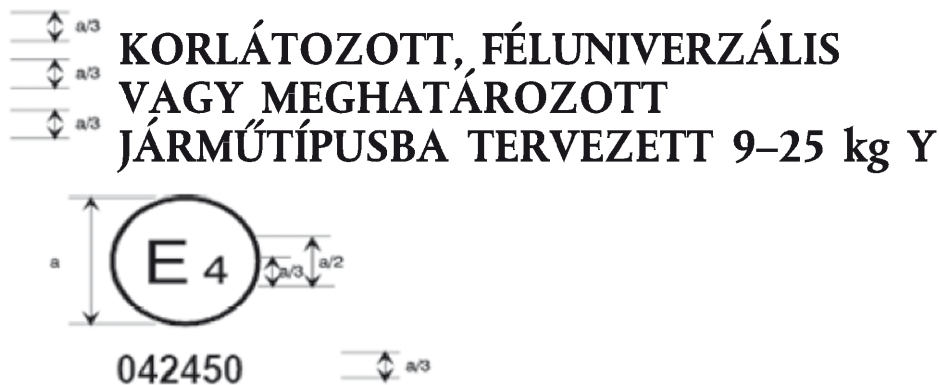 a/3 KORLÁTOZOTT, FÉLUNIVERZÁLIS
a/3 VAGY MEGHATÁROZOTT
a/3 JÁRMŰTÍPUSBA TERVEZETT 9–25 kg Y
a E 4 a/3 a/2
042450 a/3